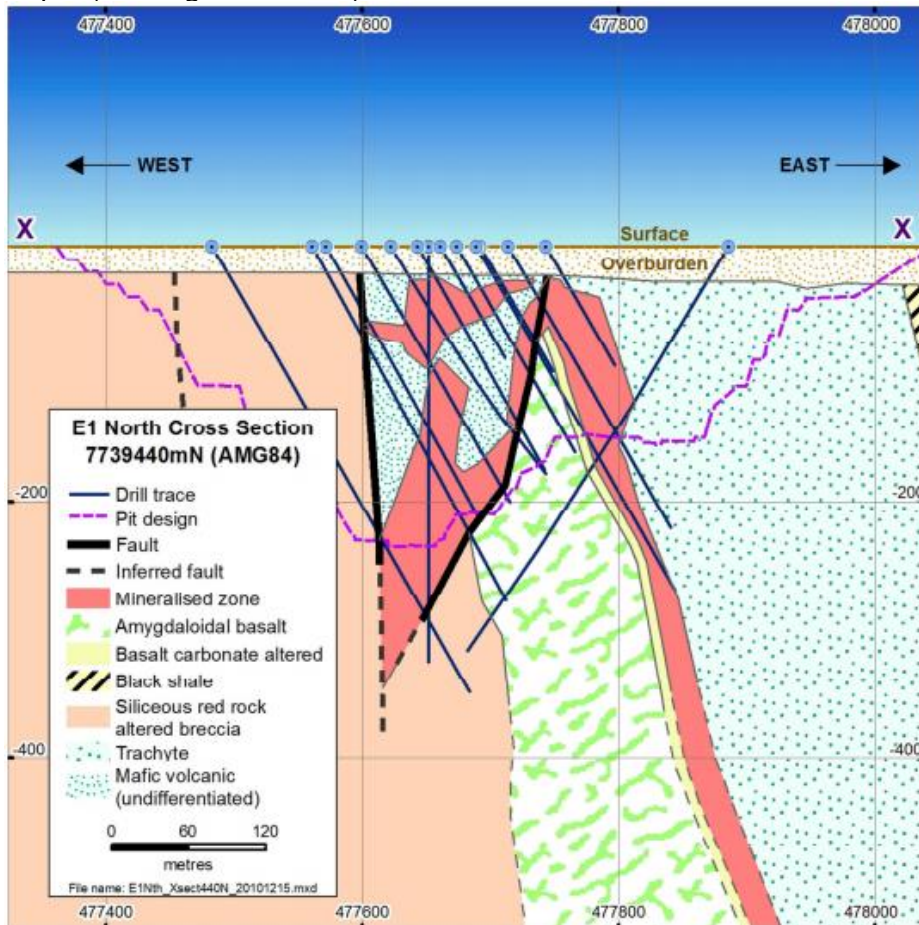 477400 477600 477800 478000
WEST EAST
X X
Surface
Overburden
E1 North Cross Section
7739440mN (AMG84)
Drill trace
Pit design
Fault
Inferred fault
Mineralised zone
Amygdaloidal basalt
Basalt carbonate altered
Black shale
Siliceous red rock
altered breccia
Trachyte
Mafic volcanic
(undifferentiated)
0 60 120
metres
File name: E1Nth_Xsect440N_20101215.mxd
-200 -200
-400 -400
477400 477600 477800 478000